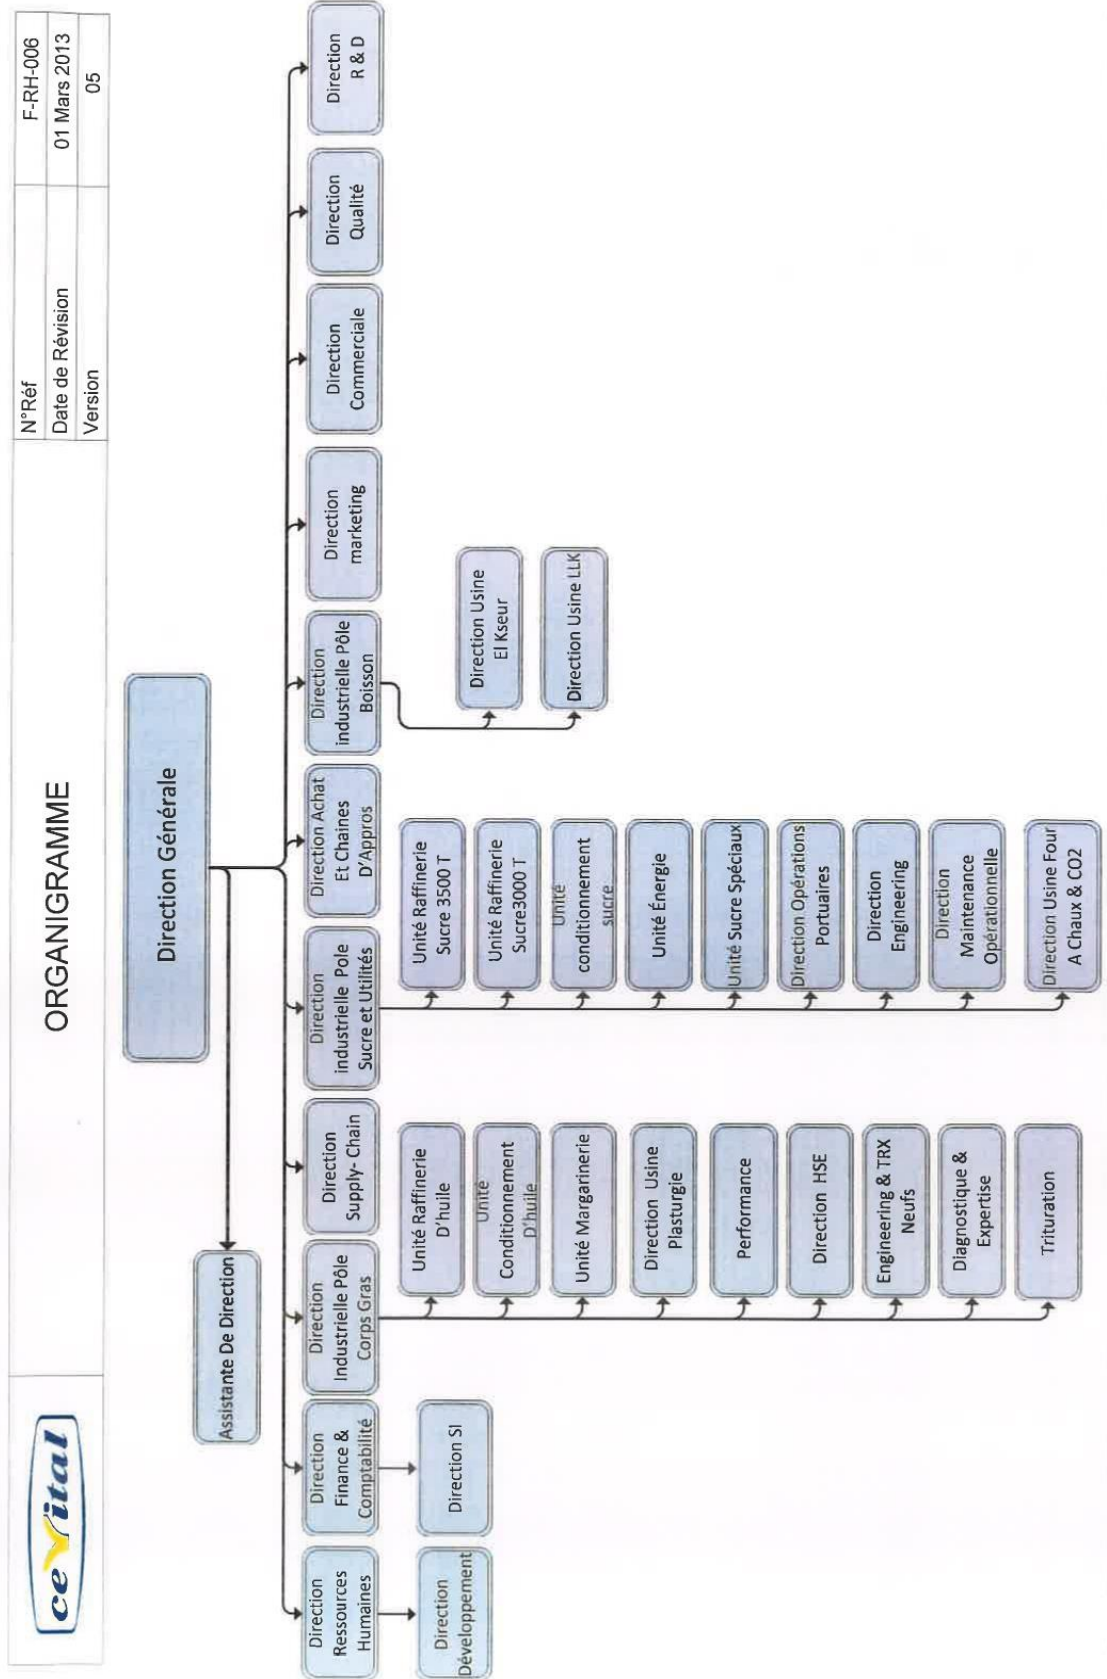 cevital
ORGANIGRAMME
N°Réf
F-RH-006
Date de Révision
01 Mars 2013
Version
05
Direction Générale
Assistante De Direction
Direction
Ressources
Humaines
Direction
Finance &
Comptabilité
Direction
Industrielle Pôle
Corps Gras
Direction
Supply- Chain
Direction
industrielle Pole
Sucre et Utilités
Direction Achat
Et Chaines
D'Appros
Direction
industrielle Pôle
Boisson
Direction
marketing
Direction
Commerciale
Direction
Qualité
Direction
R & D
Direction
Développement
Direction SI
Unité Raffinerie
D'huile
Unité
Conditionnement
D'huile
Unité Margarinerie
Direction Usine
Plasturgie
Performance
Direction HSE
Engineering & TRX
Neufs
Diagnostique &
Expertise
Trituration
Unité Raffinerie
Sucre 3500 T
Unité Raffinerie
Sucre3000 T
Unité
conditionnement
sucre
Unité Énergie
Unité Sucre Spéciaux
Direction Opérations
Portuaires
Direction
Engineering
Direction
Maintenance
Opérationnelle
Direction Usine Four
A Chaux & CO2
Direction Usine
El Kseur
Direction Usine LLK